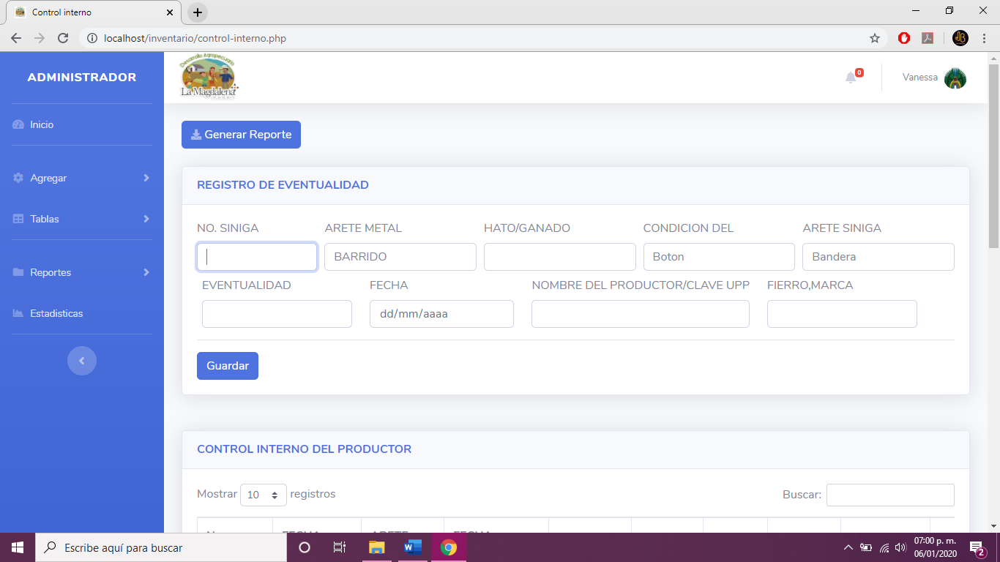 Control interno
localhost/inventario/control-interno.php
ADMINISTRADOR
Desarrollo Agropecuario
La Magdalena
0
Vanessa
Inicio
Agregar
Tablas
Reportes
Estadisticas
Generar Reporte
REGISTRO DE EVENTUALIDAD
NO. SINIGA ARETE METAL HATO/GANADO CONDICION DEL ARETE SINIGA
BARRIDO Boton Bandera
EVENTUALIDAD FECHA NOMBRE DEL PRODUCTOR/CLAVE UPP FIERRO,MARCA
dd/mm/aaaa
Guardar
CONTROL INTERNO DEL PRODUCTOR
Mostrar 10 registros Buscar:
FECHA ARETE FECHA
Escribe aquí para buscar
07:00 p. m.
06/01/2020
2